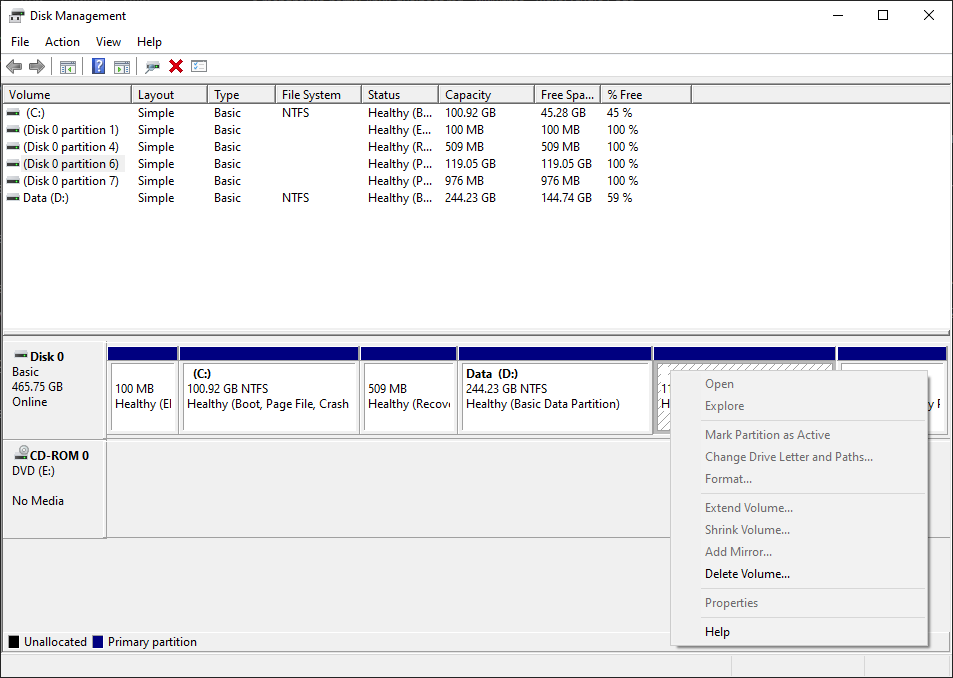 Disk Management
File Action View Help
Volume Layout Type File System Status Capacity Free Spa... % Free
(C:) Simple Basic NTFS Healthy (B... 100.92 GB 45.28 GB 45 %
(Disk 0 partition 1) Simple Basic Healthy (E... 100 MB 100 MB 100 %
(Disk 0 partition 4) Simple Basic Healthy (R... 509 MB 509 MB 100 %
(Disk 0 partition 6) Simple Basic Healthy (P... 119.05 GB 119.05 GB 100 %
(Disk 0 partition 7) Simple Basic Healthy (P... 976 MB 976 MB 100 %
Data (D:) Simple Basic NTFS Healthy (B... 244.23 GB 144.74 GB 59 %
Disk 0
Basic
465.75 GB
Online
100 MB
Healthy (EI
(C:)
100.92 GB NTFS
Healthy (Boot, Page File, Crash
509 MB
Healthy (Recov
Data (D:)
244.23 GB NTFS
Healthy (Basic Data Partition)
Open
Explore
Mark Partition as Active
Change Drive Letter and Paths...
Format...
Extend Volume...
Shrink Volume...
Add Mirror...
Delete Volume...
Properties
Help
CD-ROM 0
DVD (E:)
No Media
Unallocated Primary partition